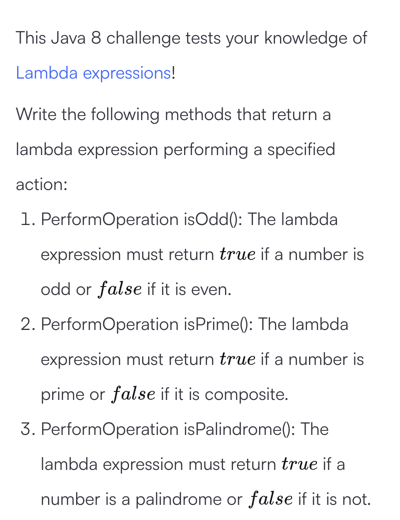 This Java 8 challenge tests your knowledge of
Lambda expressions!
Write the following methods that return a
lambda expression performing a specified
action:
1. PerformOperation isOdd(): The lambda
expression must return true if a number is
odd or false if it is even.
2. PerformOperation isPrime(): The lambda
expression must return true if a number is
prime or false if it is composite.
3. PerformOperation isPalindrome(): The
lambda expression must return true if a
number is a palindrome or false if it is not.